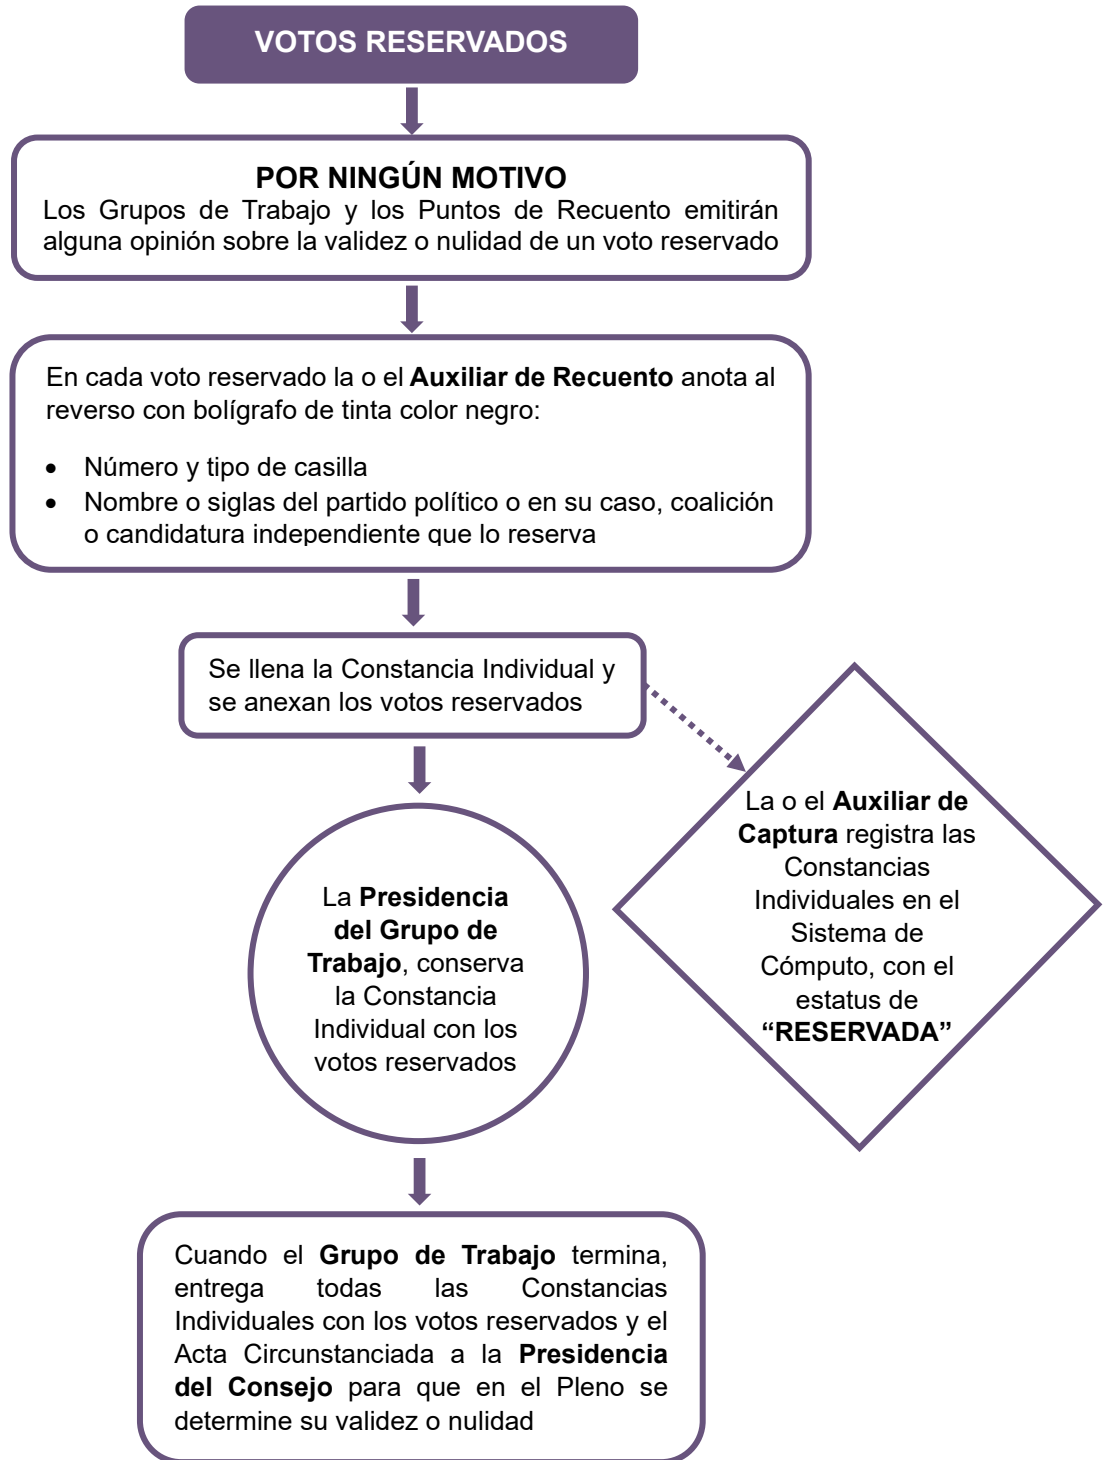 VOTOS RESERVADOS
POR NINGÚN MOTIVO
Los Grupos de Trabajo y los Puntos de Recuento emitirán
alguna opinión sobre la validez o nulidad de un voto reservado
En cada voto reservado la o el Auxiliar de Recuento anota al
reverso con bolígrafo de tinta color negro:
• Número y tipo de casilla
• Nombre o siglas del partido político o en su caso, coalición
o candidatura independiente que lo reserva
Se llena la Constancia Individual y
se anexan los votos reservados
La o el Auxiliar de
Captura registra las
Constancias
Individuales en el
Sistema de
Cómputo, con el
estatus de
“RESERVADA”
La Presidencia
del Grupo de
Trabajo, conserva
la Constancia
Individual con los
votos reservados
Cuando el Grupo de Trabajo termina,
entrega todas las Constancias
Individuales con los votos reservados y el
Acta Circunstanciada a la Presidencia
del Consejo para que en el Pleno se
determine su validez o nulidad